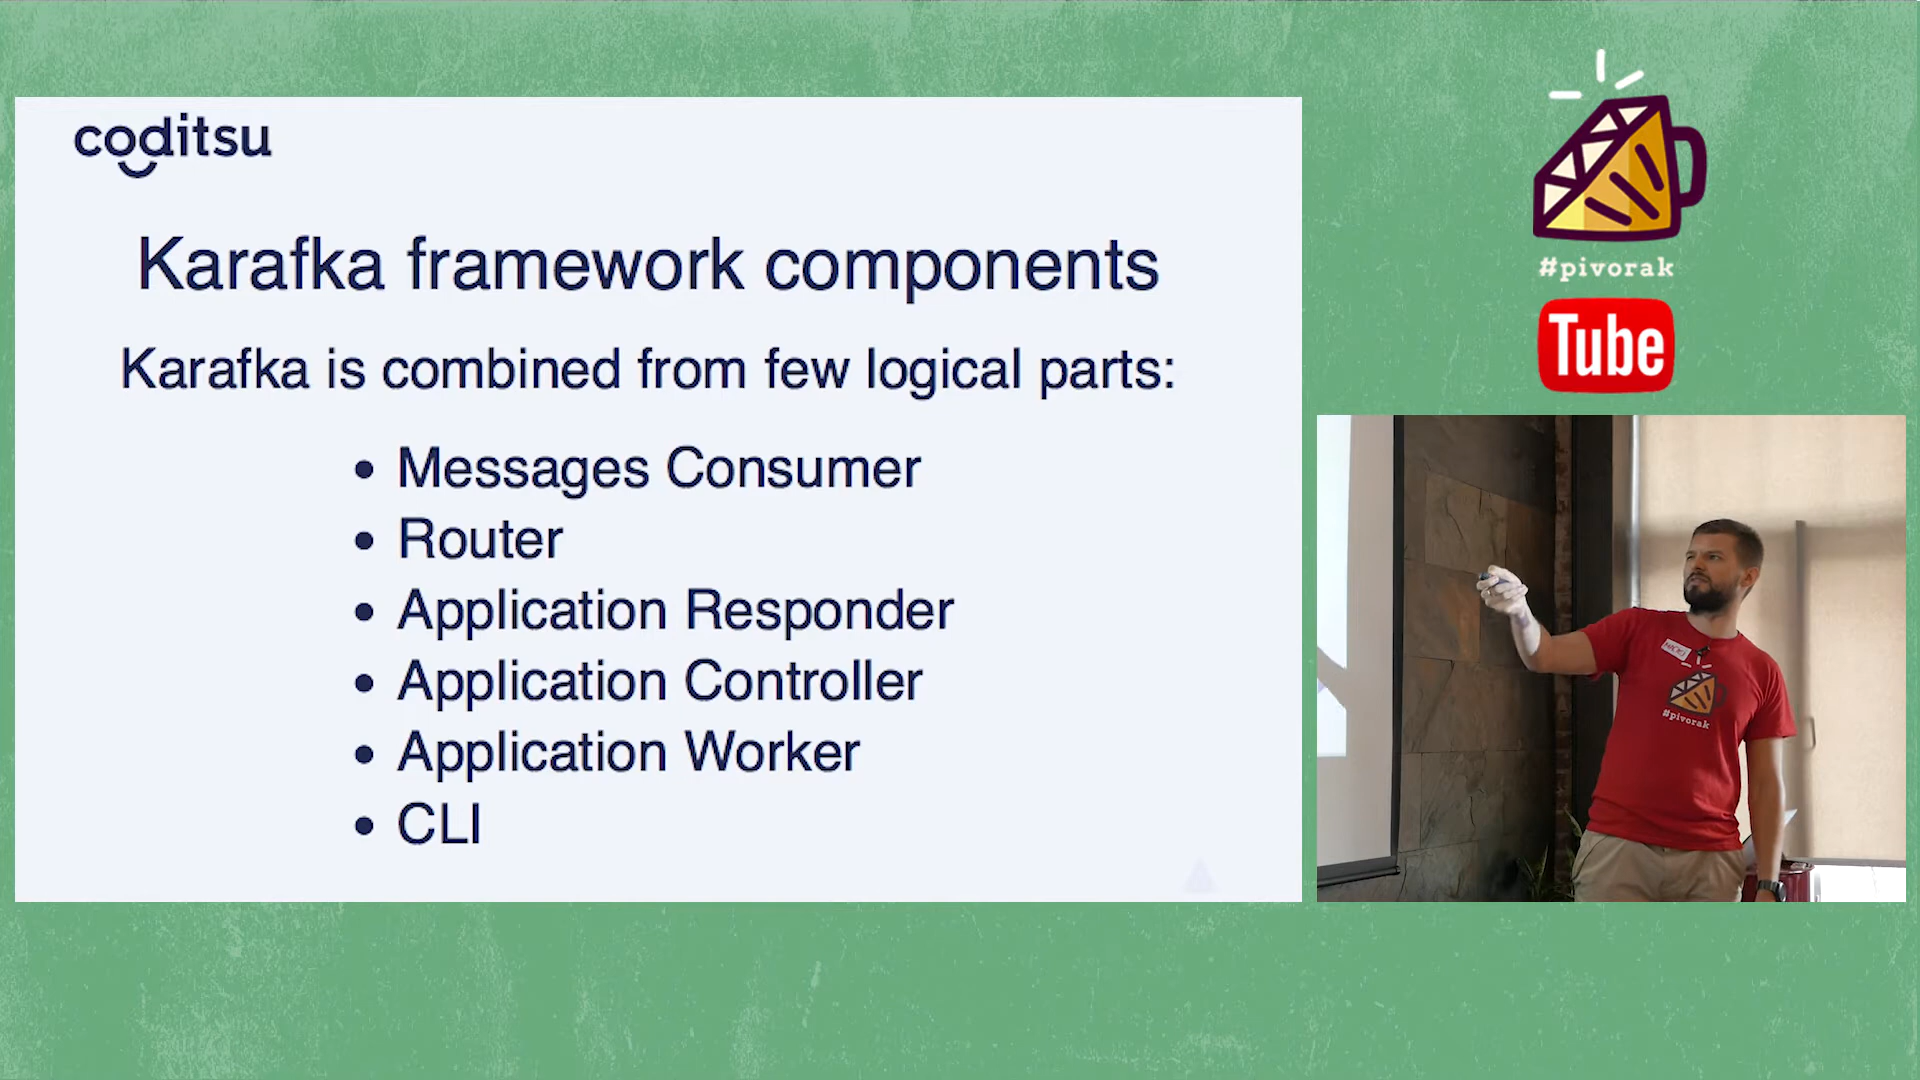 coditsu
Karafka framework components
Karafka is combined from few logical parts:
• Messages Consumer
• Router
• Application Responder
• Application Controller
• Application Worker
• CLI
#pivorak
Tube
#pivorak